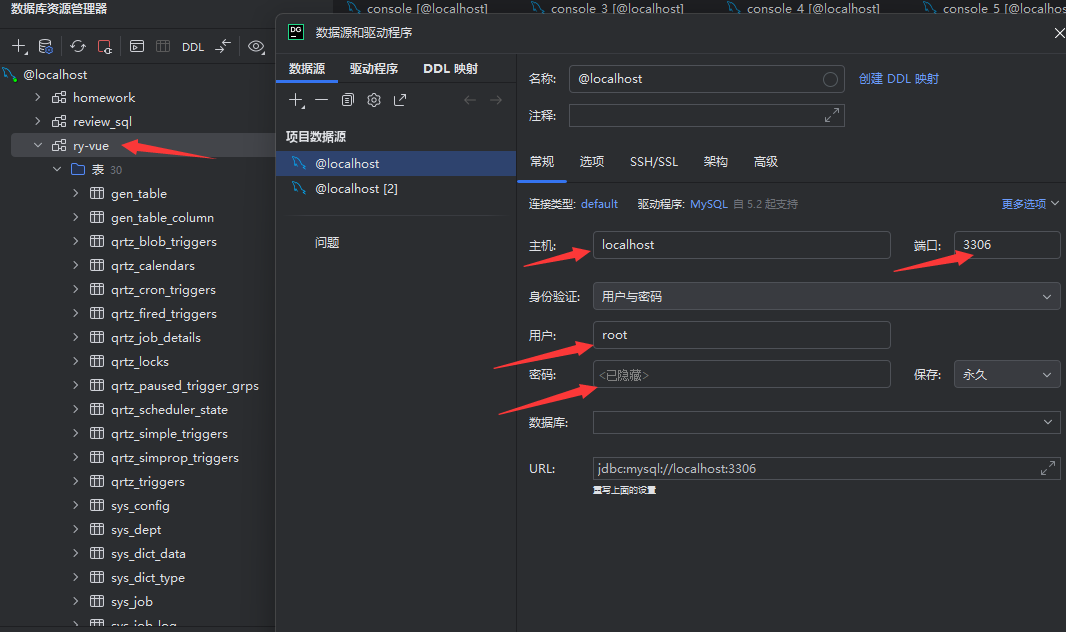 数据库资源管理器
console [@localhost]
console_3 [@localhost]
console_4 [@localhost]
console_5 [@localhos
DDL
@localhost
homework
review_sql
ry-vue
表 30
gen_table
gen_table_column
qrtz_blob_triggers
qrtz_calendars
qrtz_cron_triggers
qrtz_fired_triggers
qrtz_job_details
qrtz_locks
qrtz_paused_trigger_grps
qrtz_scheduler_state
qrtz_simple_triggers
qrtz_simprop_triggers
qrtz_triggers
sys_config
sys_dept
sys_dict_data
sys_dict_type
sys_job
sys_job_log
DG
数据源和驱动程序
数据源 驱动程序 DDL 映射
项目数据源
@localhost
@localhost [2]
问题
名称: @localhost 创建 DDL 映射
注释:
常规 选项 SSH/SSL 架构 高级
连接类型: default 驱动程序: MySQL 自 5.2 起支持 更多选项
主机: localhost 端口: 3306
身份验证: 用户与密码
用户: root
密码: <已隐藏> 保存: 永久
数据库:
URL: jdbc:mysql://localhost:3306
重写上面的设置